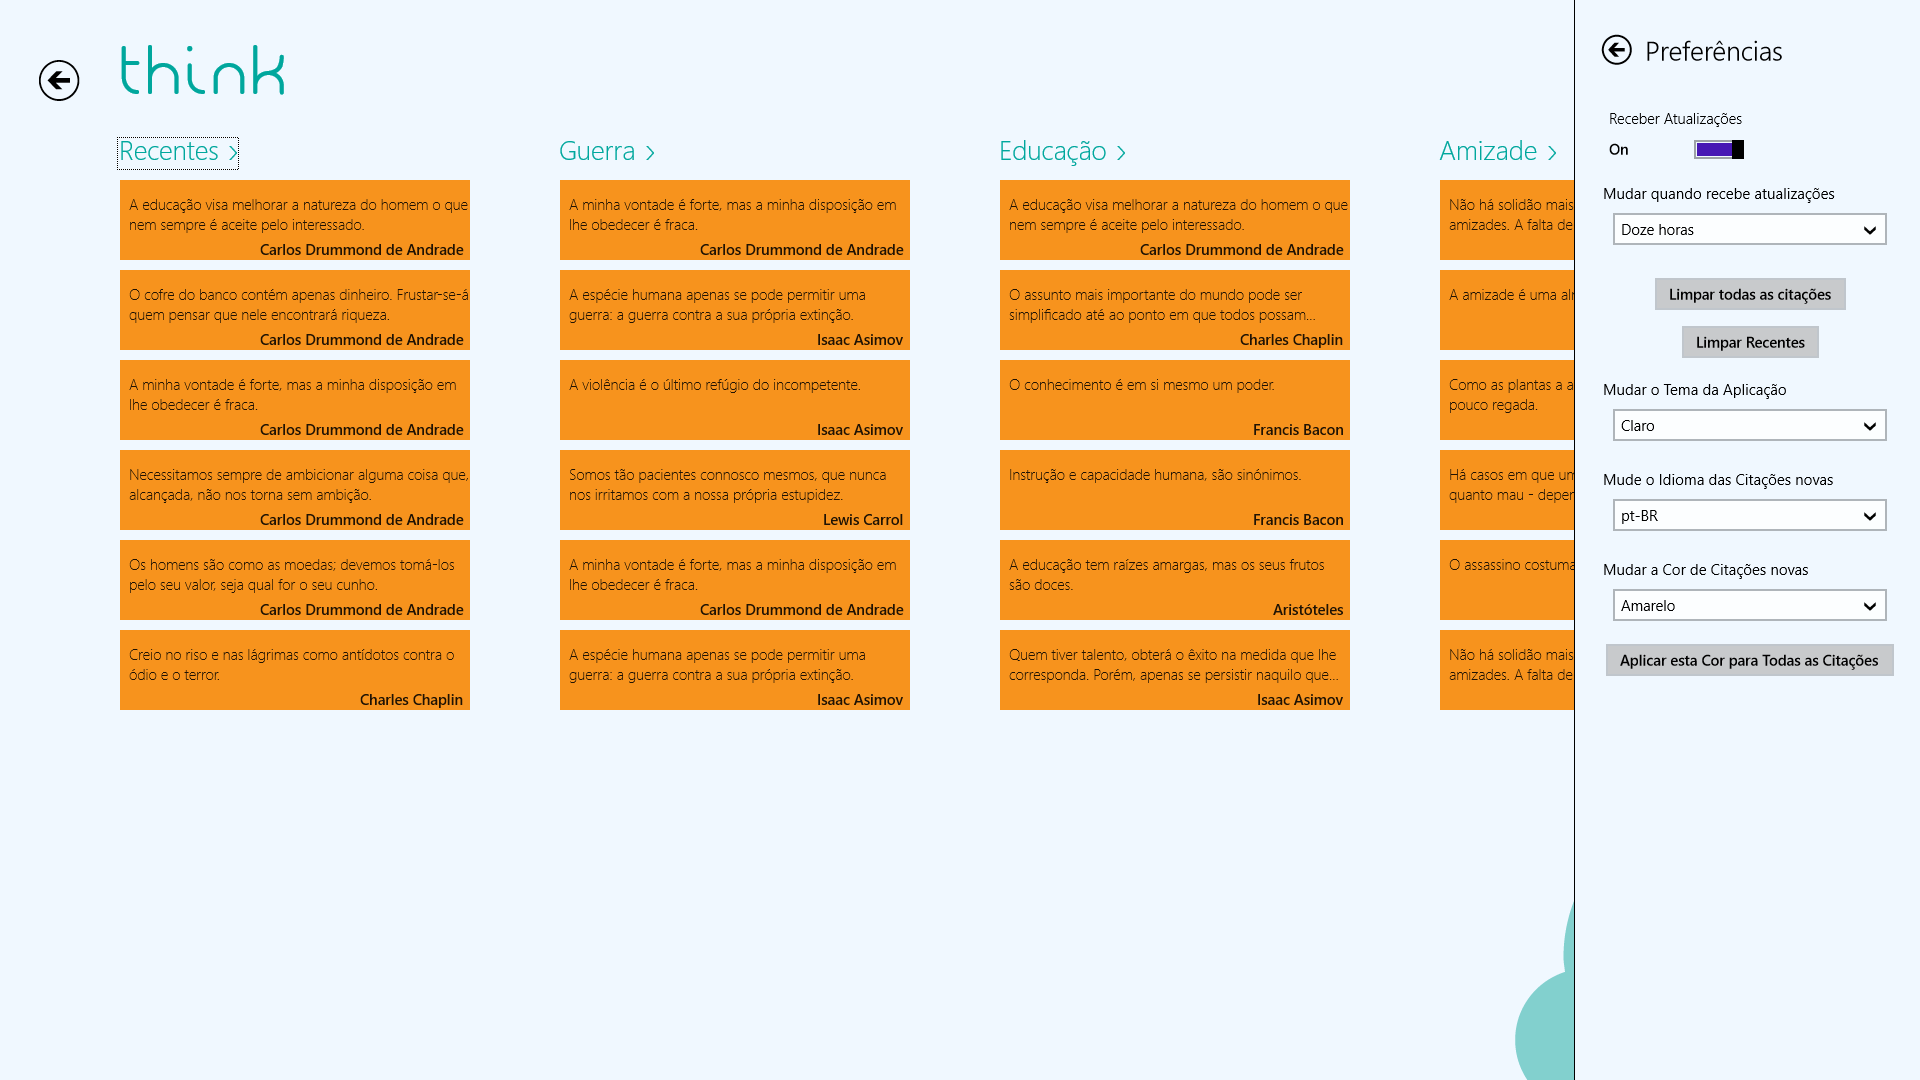 think
Recentes
A educação visa melhorar a natureza do homem o que
nem sempre é aceite pelo interessado.
Carlos Drummond de Andrade
O cofre do banco contém apenas dinheiro. Frustar-se-á
quem pensar que nele encontrará riqueza.
Carlos Drummond de Andrade
A minha vontade é forte, mas a minha disposição em
lhe obedecer é fraca.
Carlos Drummond de Andrade
Necessitamos sempre de ambicionar alguma coisa que,
alcançada, não nos torna sem ambição.
Carlos Drummond de Andrade
Os homens são como as moedas; devemos tomá-los
pelo seu valor, seja qual for o seu cunho.
Carlos Drummond de Andrade
Creio no riso e nas lágrimas como antídotos contra o
ódio e o terror.
Charles Chaplin
Guerra
A minha vontade é forte, mas a minha disposição em
lhe obedecer é fraca.
Carlos Drummond de Andrade
A espécie humana apenas se pode permitir uma
guerra: a guerra contra a sua própria extinção.
Isaac Asimov
A violência é o último refúgio do incompetente.
Isaac Asimov
Somos tão pacientes connosco mesmos, que nunca
nos irritamos com a nossa própria estupidez.
Lewis Carrol
A minha vontade é forte, mas a minha disposição em
lhe obedecer é fraca.
Carlos Drummond de Andrade
A espécie humana apenas se pode permitir uma
guerra: a guerra contra a sua própria extinção.
Isaac Asimov
Educação
A educação visa melhorar a natureza do homem o que
nem sempre é aceite pelo interessado.
Carlos Drummond de Andrade
O assunto mais importante do mundo pode ser
simplificado até ao ponto em que todos possam...
Charles Chaplin
O conhecimento é em si mesmo um poder.
Francis Bacon
Instrução e capacidade humana, são sinónimos.
Francis Bacon
A educação tem raízes amargas, mas os seus frutos
são doces.
Aristóteles
Quem tiver talento, obterá o êxito na medida que lhe
corresponda. Porém, apenas se persistir naquilo que...
Isaac Asimov
Amizade
Não há solidão mais
amizades. A falta de
A amizade é uma
Como as plantas a
pouco regada.
Há casos em que
quanto mau -
O assassino
Não há solidão mais
amizades. A falta de
Preferências
Receber Atualizações
On
Mudar quando recebe atualizações
Doze horas
Limpar todas as citações
Limpar Recentes
Mudar o Tema da Aplicação
Claro
Mude o Idioma das Citações novas
pt-BR
Mudar a Cor de Citações novas
Amarelo
Aplicar esta Cor para Todas as Citações